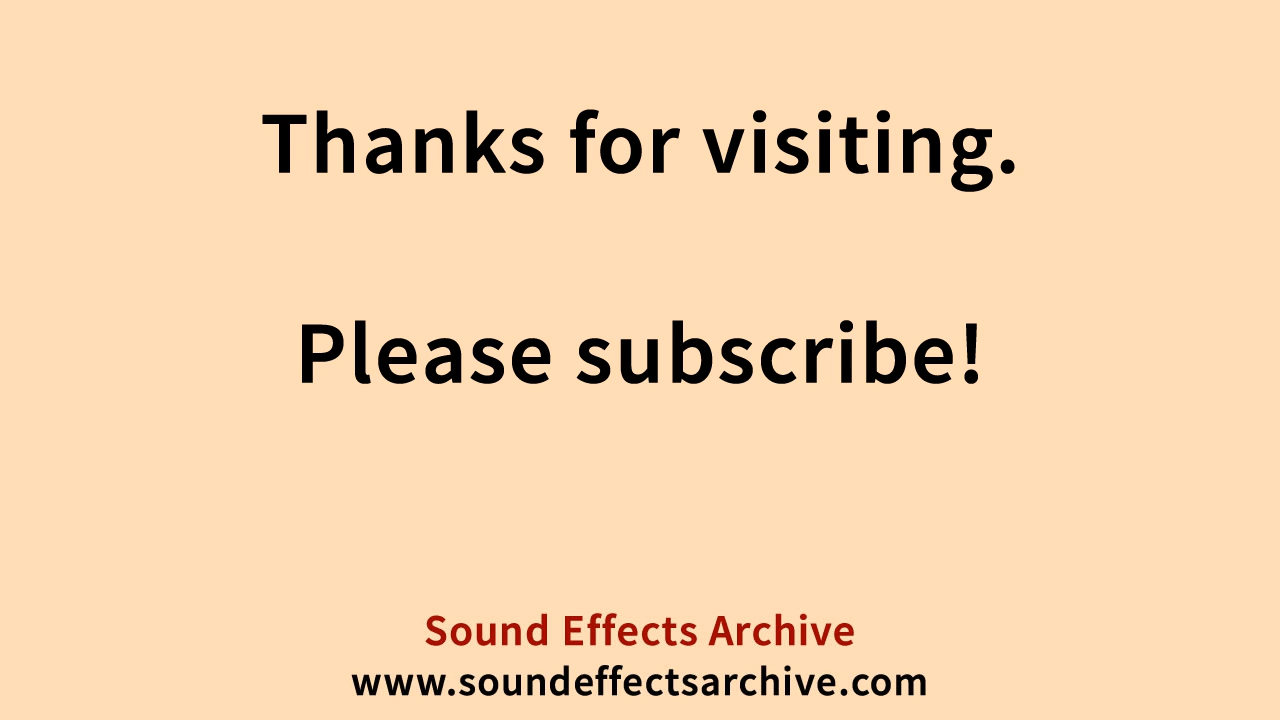 Thanks for visiting.
Please subscribe!
Sound Effects Archive
www.soundeffectsarchive.com